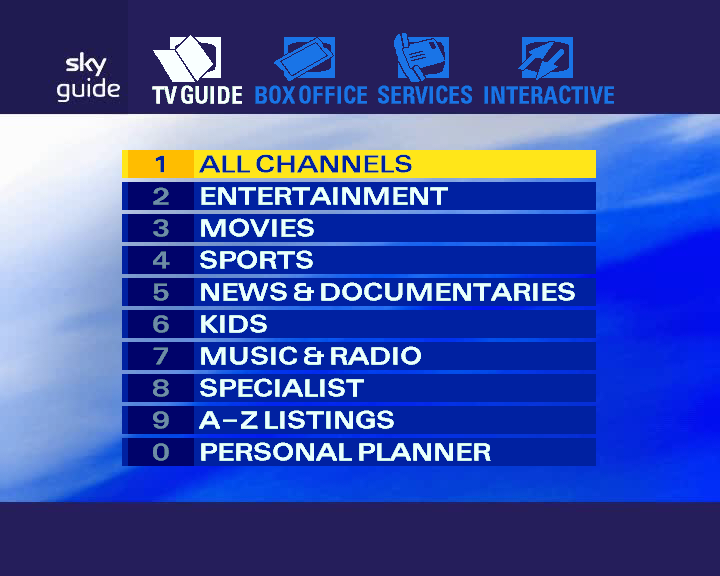 sky
guide
TV GUIDE BOX OFFICE SERVICES INTERACTIVE
1 ALL CHANNELS
2 ENTERTAINMENT
3 MOVIES
4 SPORTS
5 NEWS & DOCUMENTARIES
6 KIDS
7 MUSIC & RADIO
8 SPECIALIST
9 A–Z LISTINGS
0 PERSONAL PLANNER